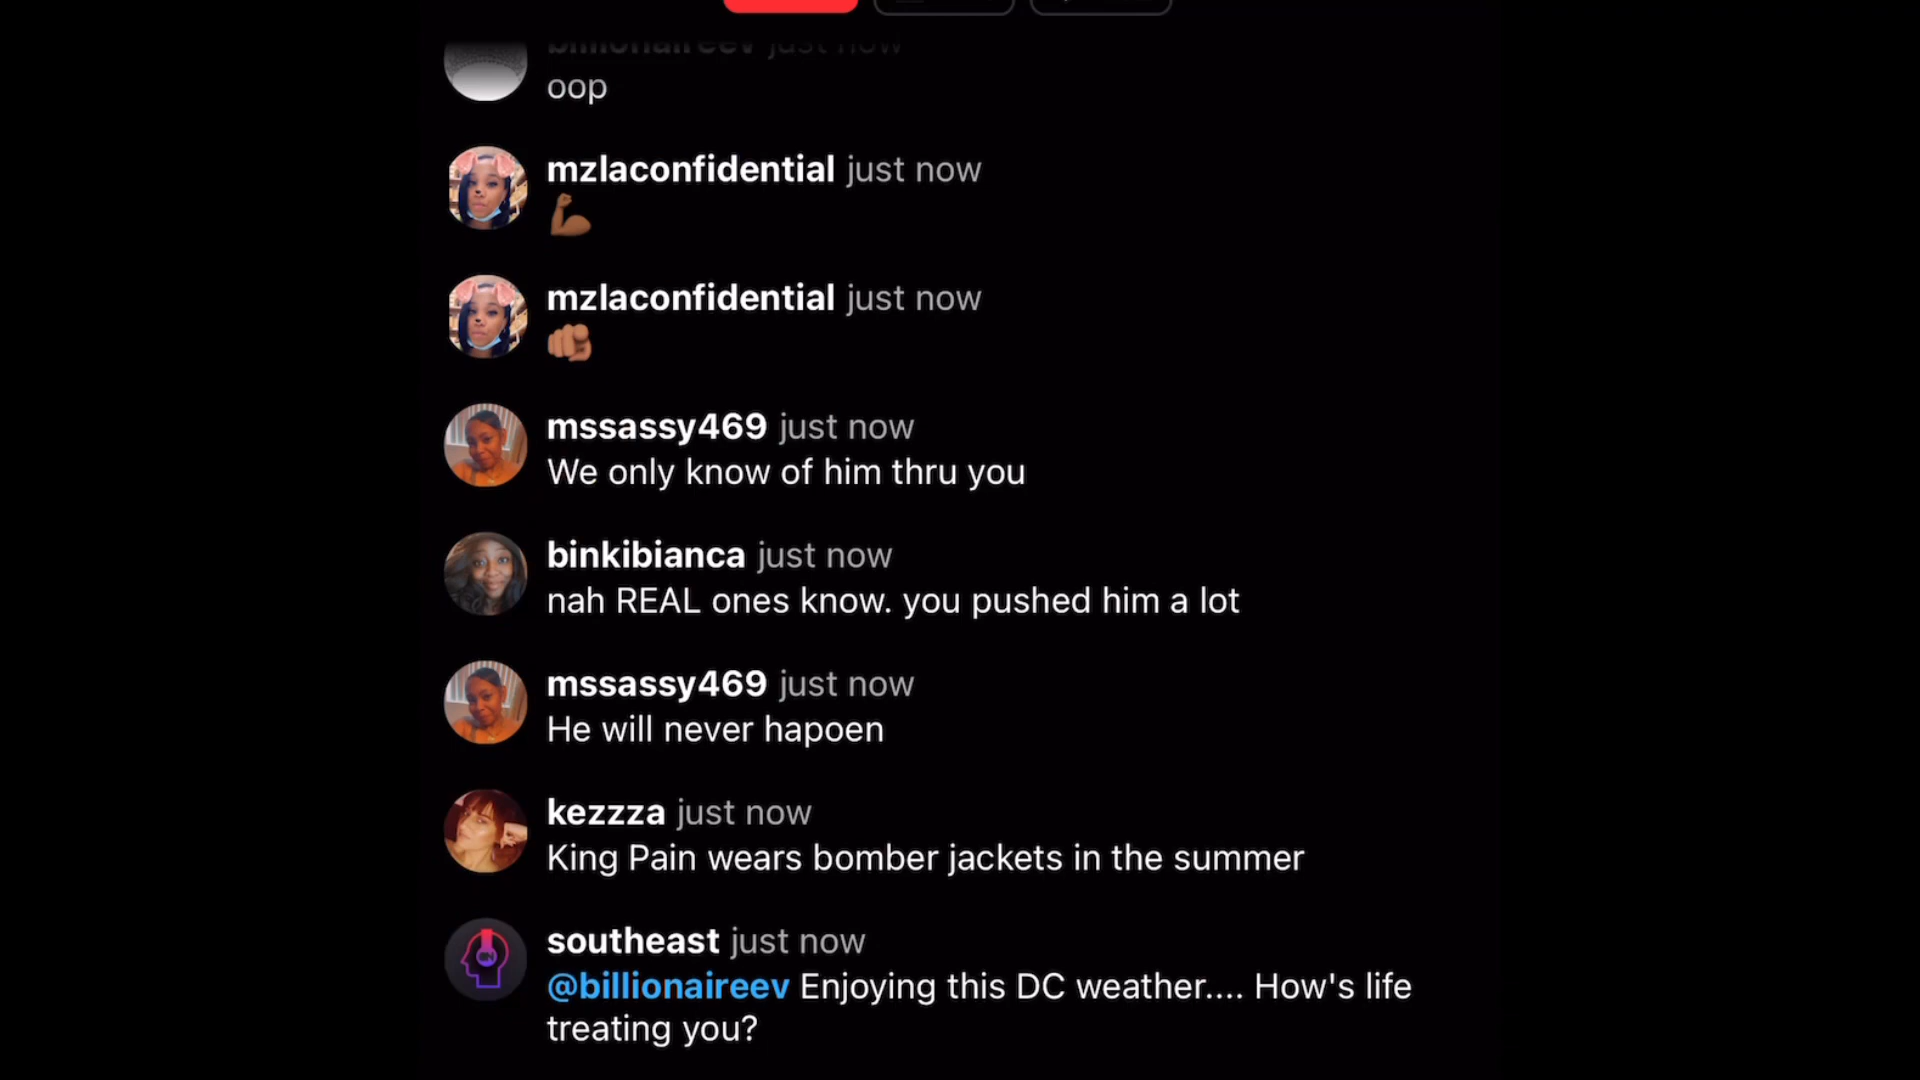 billionaireev just now
oop
mzlaconfidential just now
💪🏾
mzlaconfidential just now
🫵🏽
mssassy469 just now
We only know of him thru you
binkibianca just now
nah REAL ones know. you pushed him a lot
mssassy469 just now
He will never hapoen
kezzza just now
King Pain wears bomber jackets in the summer
southeast just now
@billionaireev Enjoying this DC weather.... How's life
treating you?